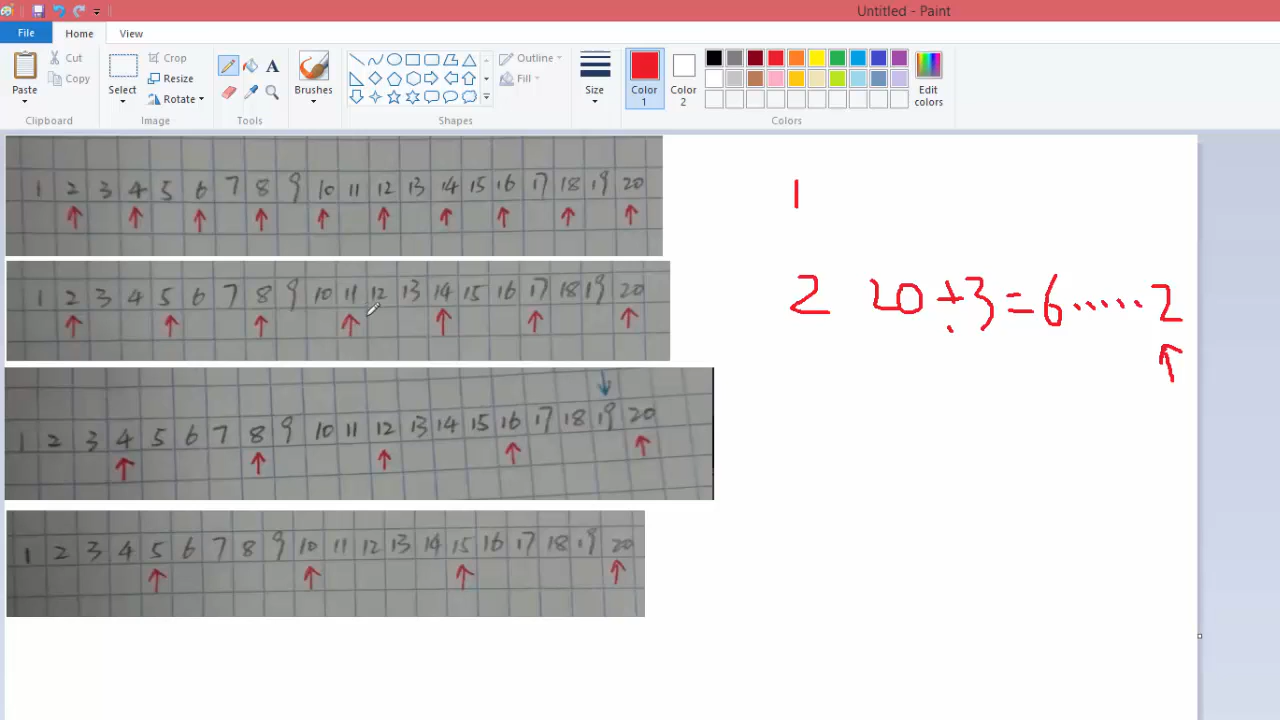 Untitled - Paint
File Home View
Paste Cut Copy Clipboard
Select Crop Resize Rotate Image
Tools
Brushes
Shapes Outline Fill
Size
Color 1 Color 2 Edit colors Colors
1 2 3 4 5 6 7 8 9 10 11 12 13 14 15 16 17 18 19 20
1 2 3 4 5 6 7 8 9 10 11 12 13 14 15 16 17 18 19 20
1 2 3 4 5 6 7 8 9 10 11 12 13 14 15 16 17 18 19 20
1 2 3 4 5 6 7 8 9 10 11 12 13 14 15 16 17 18 19 20
1
2 20÷3=6……2